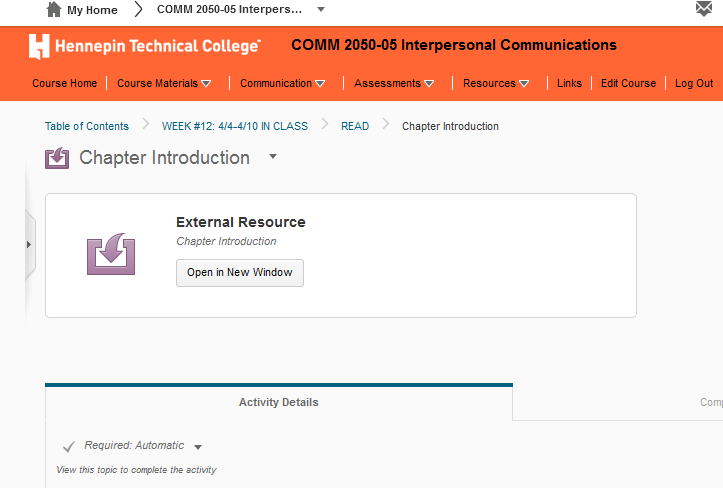 My Home COMM 2050-05 Interpers...
Hennepin Technical College COMM 2050-05 Interpersonal Communications
Course Home Course Materials Communication Assessments Resources Links Edit Course Log Out
Table of Contents WEEK #12: 4/4-4/10 IN CLASS READ Chapter Introduction
Chapter Introduction
External Resource
Chapter Introduction
Open in New Window
Activity Details
Required: Automatic
View this topic to complete the activity